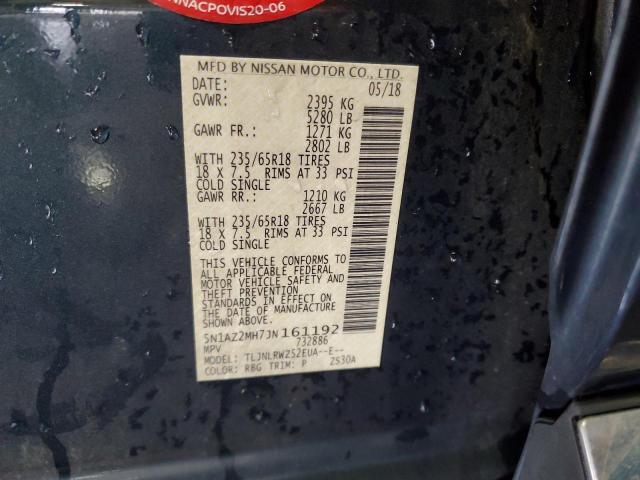 NNACPOVIS20-06
MFD BY NISSAN MOTOR CO., LTD.
DATE: 05/18
GVWR: 2395 KG
5280 LB
GAWR FR.: 1271 KG
2802 LB
WITH 235/65R18 TIRES
18 X 7.5 RIMS AT 33 PSI
COLD SINGLE
GAWR RR.: 1210 KG
2667 LB
WITH 235/65R18 TIRES
18 X 7.5 RIMS AT 33 PSI
COLD SINGLE
THIS VEHICLE CONFORMS TO
ALL APPLICABLE FEDERAL
MOTOR VEHICLE SAFETY
AND THEFT PREVENTION
STANDARDS IN EFFECT ON
THE DATE OF MANUFACTURE
SHOWN ABOVE.
5N1AZ2MH7JN161192
MPV 732886
MODEL: TLJNLRWZ52EUA--E--
COLOR: RBG TRIM: P Z530A